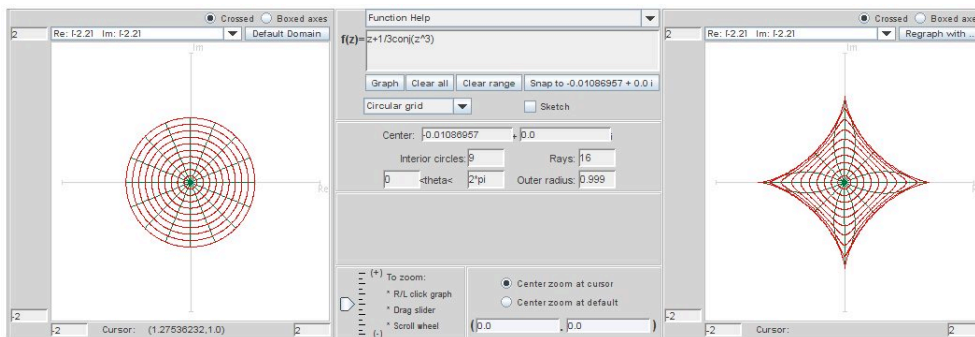 Crossed Boxed axes
2 Re: [-2.2] Im: [-2.2] Default Domain
Im
Re
-2
-2 Cursor: (1.27536232,1.0) 2
Function Help
f(z)= z+1/3conj(z^3)
Graph Clear all Clear range Snap to -0.01086957 + 0.0 i
Circular grid Sketch
Center: -0.01086957 + 0.0 i
Interior circles: 9 Rays: 16
0 <theta< 2*pi Outer radius: 0.999
(+) To zoom:
* R/L click graph
* Drag slider
* Scroll wheel
(-)
Center zoom at cursor
Center zoom at default
( 0.0 , 0.0 )
Crossed Boxed axes
2 Re: [-2.2] Im: [-2.2] Regraph with ...
Im
-2
-2 Cursor: 2